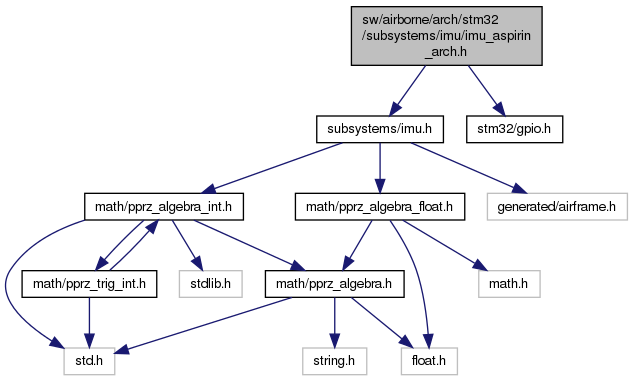 sw/airborne/arch/stm32
/subsystems/imu/imu_aspirin
_arch.h
subsystems/imu.h
stm32/gpio.h
math/pprz_algebra_int.h
math/pprz_algebra_float.h
generated/airframe.h
math/pprz_trig_int.h
stdlib.h
math/pprz_algebra.h
math.h
std.h
string.h
float.h